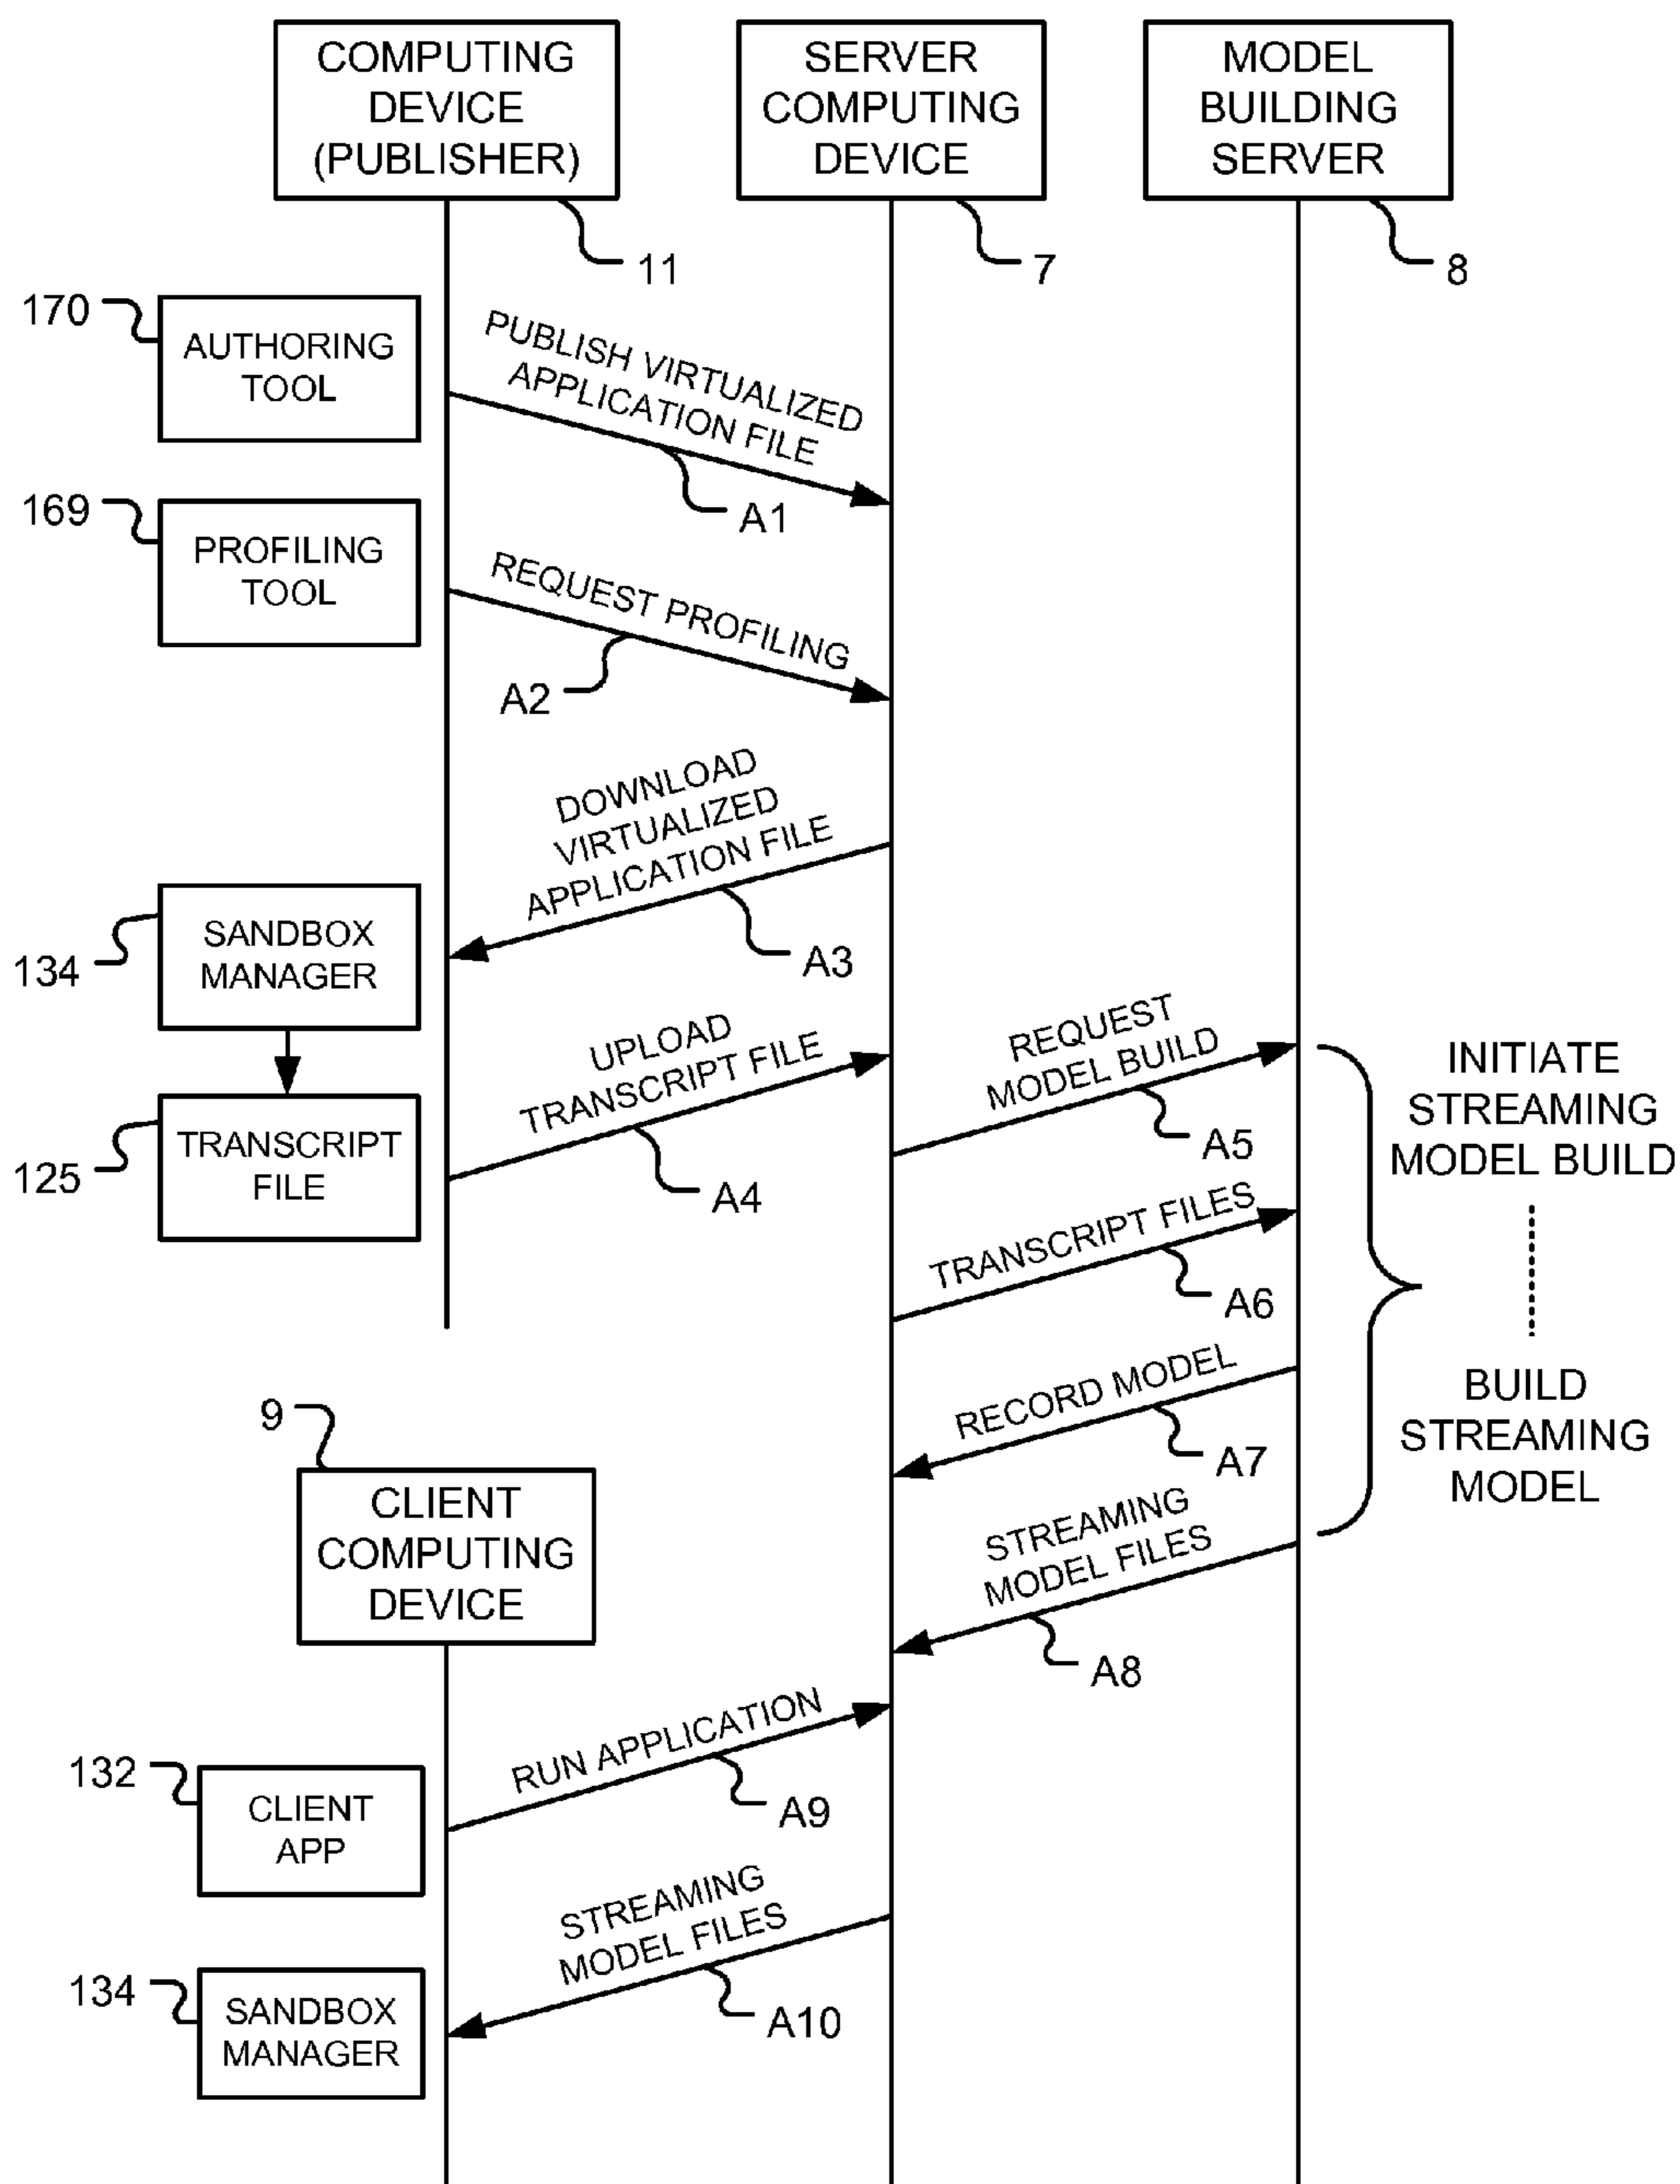 COMPUTING
DEVICE
(PUBLISHER)
SERVER
COMPUTING
DEVICE
MODEL
BUILDING
SERVER
11
7
8
170
AUTHORING
TOOL
PUBLISH VIRTUALIZED
APPLICATION FILE
A1
169
PROFILING
TOOL
REQUEST PROFILING
A2
DOWNLOAD
VIRTUALIZED
APPLICATION FILE
A3
134
SANDBOX
MANAGER
UPLOAD
TRANSCRIPT FILE
A4
125
TRANSCRIPT
FILE
REQUEST
MODEL BUILD
A5
INITIATE
STREAMING
MODEL BUILD
TRANSCRIPT FILES
A6
RECORD MODEL
A7
BUILD
STREAMING
MODEL
9
CLIENT
COMPUTING
DEVICE
STREAMING
MODEL FILES
A8
RUN APPLICATION
A9
132
CLIENT
APP
STREAMING
MODEL FILES
A10
134
SANDBOX
MANAGER